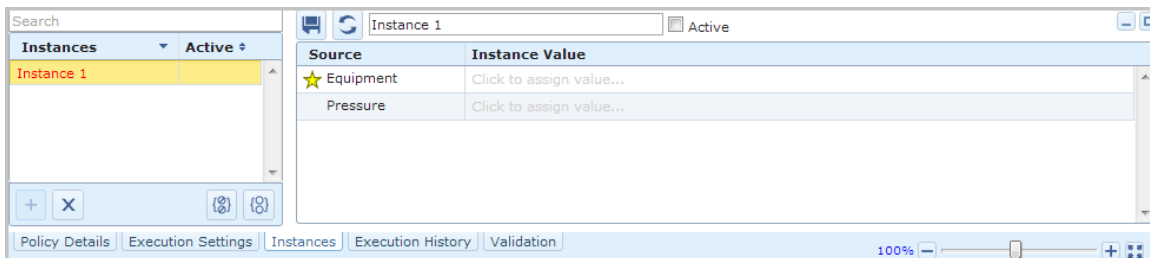 Search
Instances Active
Instance 1
Instance 1 Active
Source Instance Value
Equipment Click to assign value...
Pressure Click to assign value...
Policy Details Execution Settings Instances Execution History Validation
100%